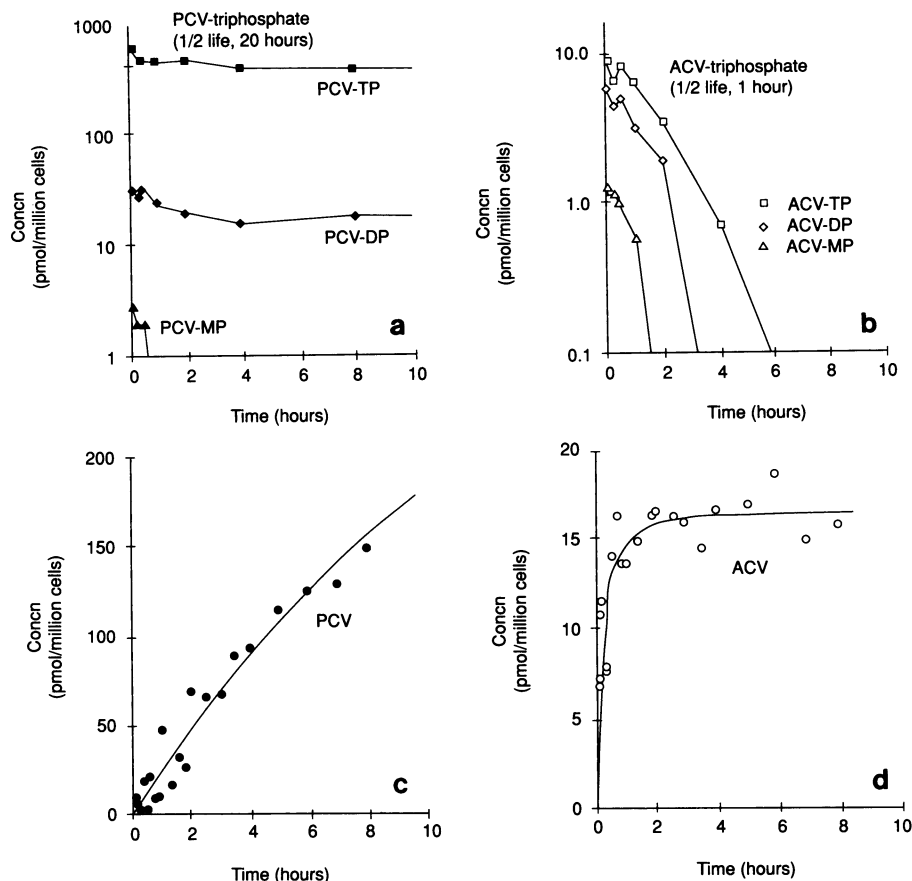 PCV-triphosphate
(1/2 life, 20 hours)
1000
100
10
1
Concn
(pmol/million cells)
PCV-TP
PCV-DP
PCV-MP
a
0 2 4 6 8 10
Time (hours)
ACV-triphosphate
(1/2 life, 1 hour)
10.0
1.0
0.1
Concn
(pmol/million cells)
ACV-TP
ACV-DP
ACV-MP
b
0 2 4 6 8 10
Time (hours)
200
150
100
50
0
Concn
(pmol/million cells)
PCV
c
0 2 4 6 8 10
Time (hours)
20
15
10
5
0
Concn
(pmol/million cells)
ACV
d
0 2 4 6 8 10
Time (hours)